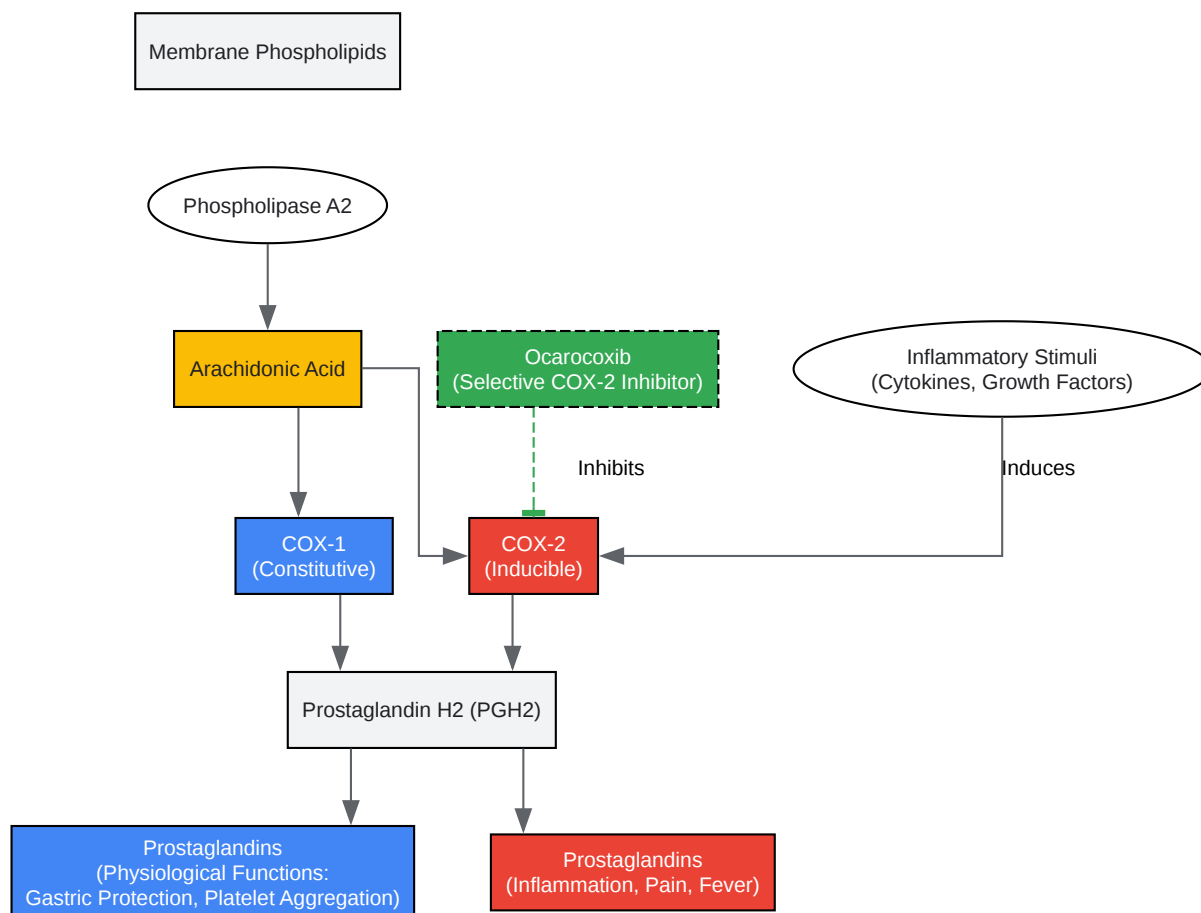 Membrane Phospholipids
Phospholipase A2
Arachidonic Acid
Ocarocoxib
(Selective COX-2 Inhibitor)
Inflammatory Stimuli
(Cytokines, Growth Factors)
Inhibits
Induces
COX-1
(Constitutive)
COX-2
(Inducible)
Prostaglandin H2 (PGH2)
Prostaglandins
(Physiological Functions:
Gastric Protection, Platelet Aggregation)
Prostaglandins
(Inflammation, Pain, Fever)